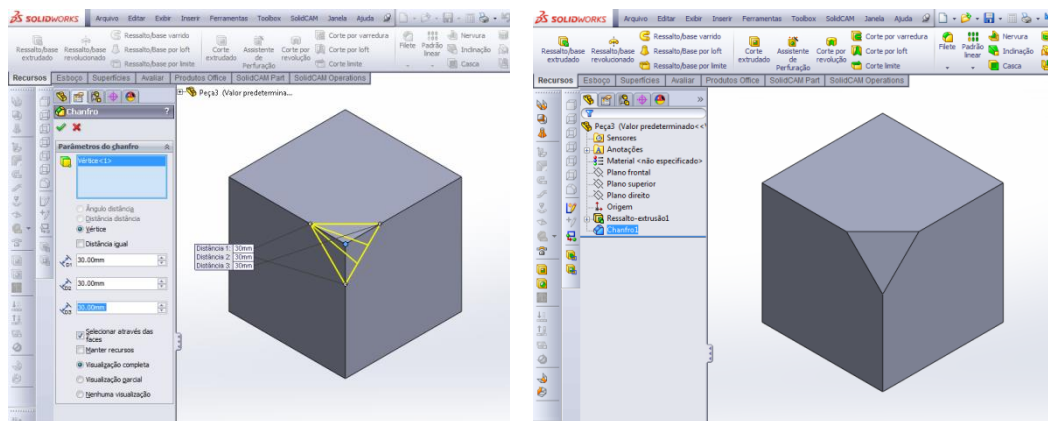 SOLIDWORKS Arquivo Editar Exibir Inserir Ferramentas Toolbox SolidCAM Janela Ajuda
Ressalto/base extrudado
Ressalto/base revolucionado
Ressalto/base varrido
Ressalto/base por loft
Ressalto/base por limite
Corte extrudado
Assistente de Perfuração
Corte por revolução
Corte por varredura
Corte por loft
Corte limite
Filete
Padrão linear
Nervura
Inclinação
Casca
Recursos Esboço Superfícies Avaliar Produtos Office SolidCAM Part SolidCAM Operations
Peça3 (Valor predetermina...
Chanfro ?
Parâmetros do chanfro
Vértice<1>
Ângulo distância
Distância distância
Vértice
Distância igual
D1 30.00mm
D2 30.00mm
D3 30.00mm
Selecionar através das
faces
Manter recursos
Visualização completa
Visualização parcial
Nenhuma visualização
Distância 1: 30mm
Distância 2: 30mm
Distância 3: 30mm
SOLIDWORKS Arquivo Editar Exibir Inserir Ferramentas Toolbox SolidCAM Janela Ajuda
Ressalto/base extrudado
Ressalto/base revolucionado
Ressalto/base varrido
Ressalto/base por loft
Ressalto/base por limite
Corte extrudado
Assistente de Perfuração
Corte por revolução
Corte por varredura
Corte por loft
Corte limite
Filete
Padrão linear
Nervura
Inclinação
Casca
Recursos Esboço Superfícies Avaliar Produtos Office SolidCAM Part SolidCAM Operations
»
Peça3 (Valor predeterminado<<
Sensores
Anotações
Material <não especificado>
Plano frontal
Plano superior
Plano direito
Origem
Ressalto-extrusão1
Chanfro1